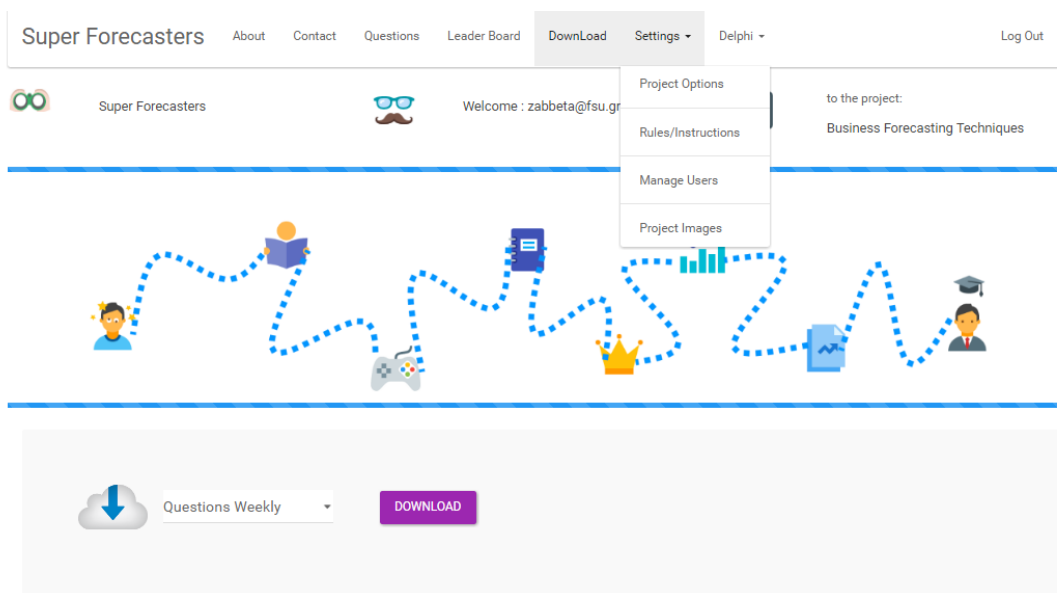 Super Forecasters About Contact Questions Leader Board DownLoad Settings Delphi Log Out
Project Options
Rules/Instructions
Manage Users
Project Images
Super Forecasters
Welcome : zabbeta@fsu.gr
to the project:
Business Forecasting Techniques
Questions Weekly
DOWNLOAD